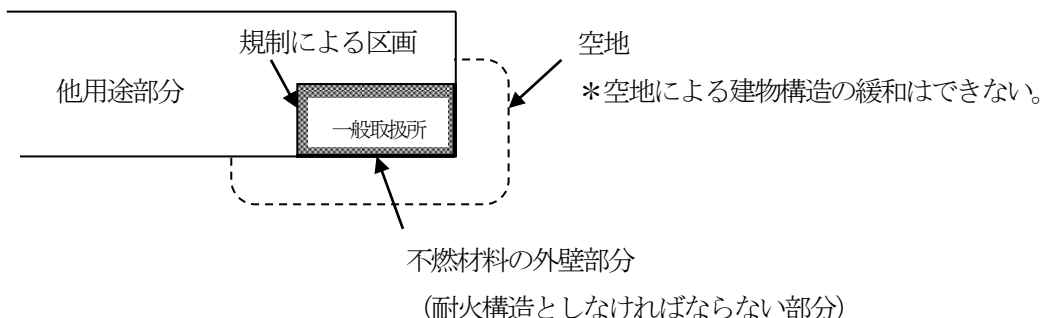 規制による区画
空地
他用途部分
＊空地による建物構造の緩和はできない。
一般取扱所
不燃材料の外壁部分
（耐火構造としなければならない部分）